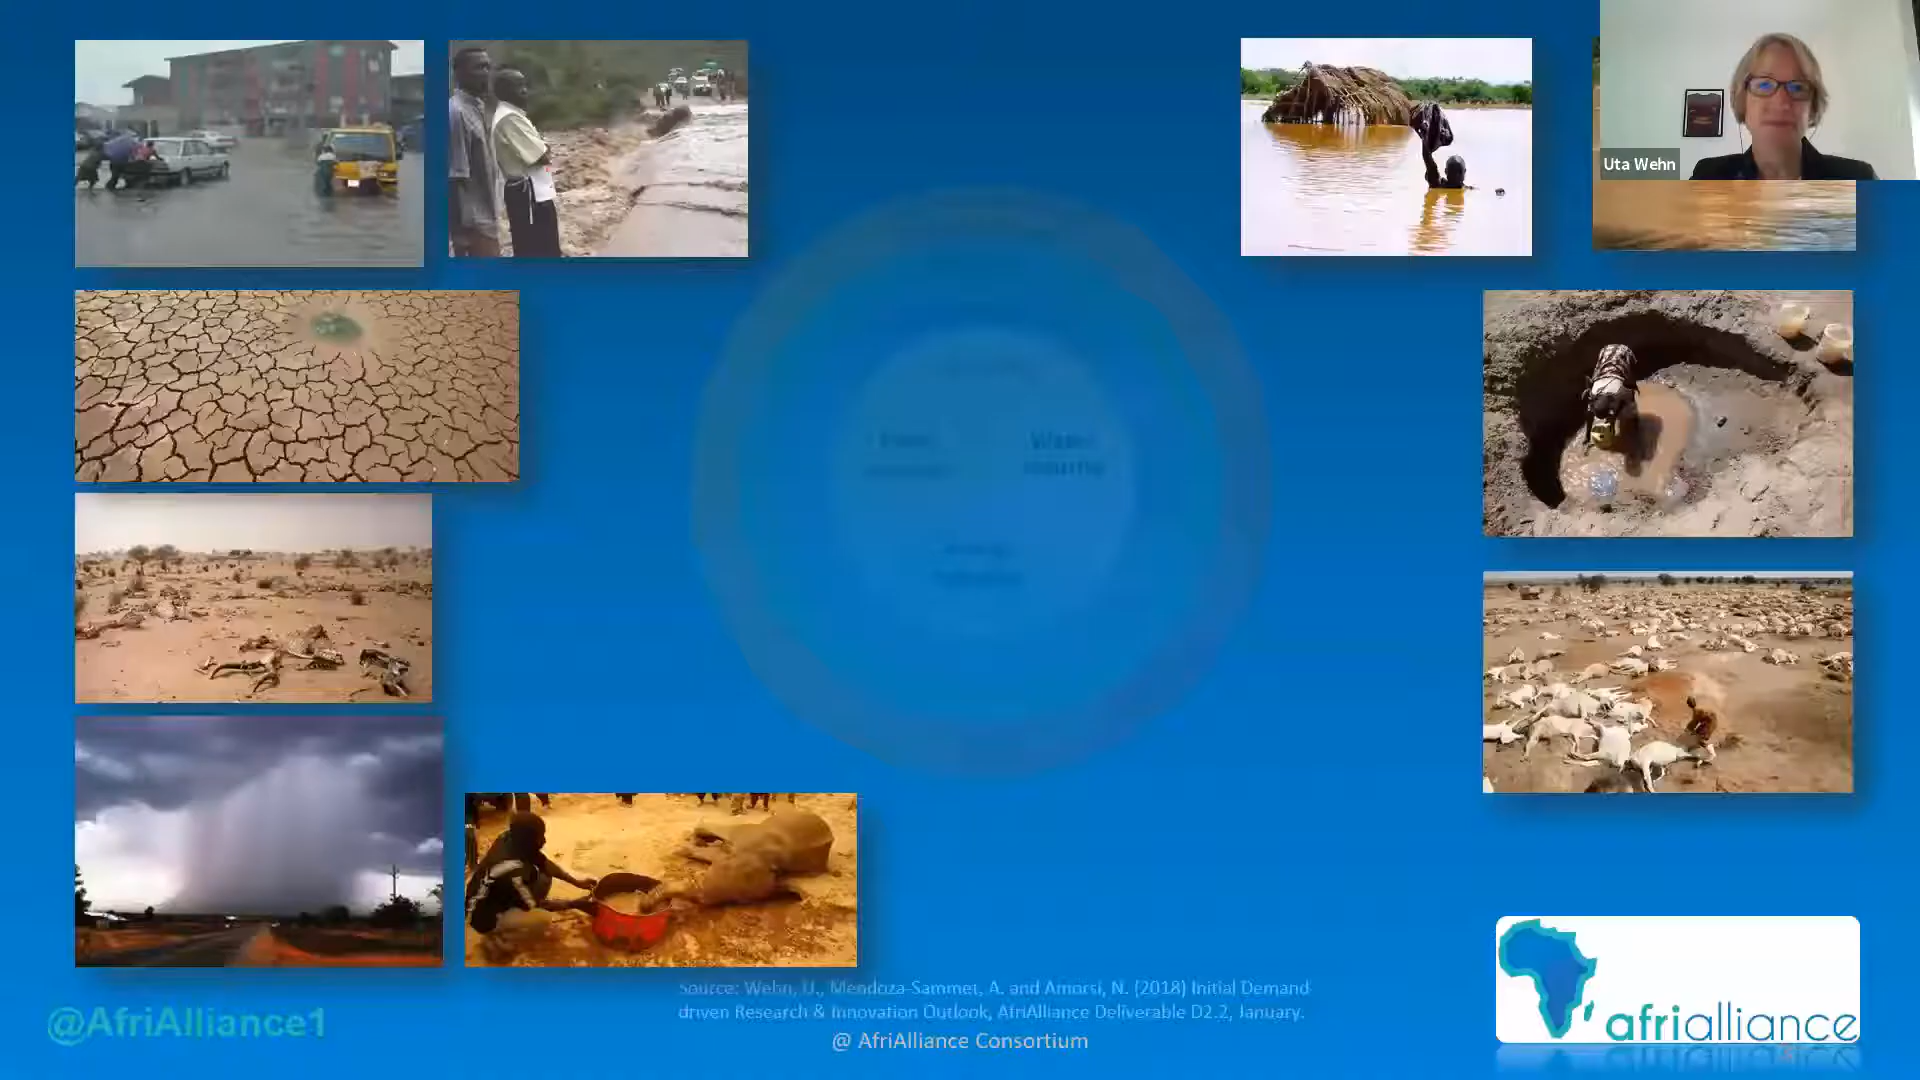 Uta Wehn
Water
Source: Wehn, U., Mendoza-Sammet, A. and Amorsi, N. (2018) Initial Demand
driven Research & Innovation Outlook, AfriAlliance Deliverable D2.2, January.
@AfriAlliance1
@ AfriAlliance Consortium
afrialliance